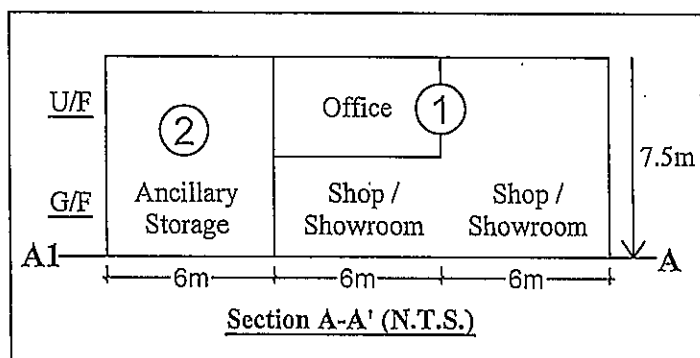 U/F
2
Office
1
7.5m
G/F
Ancillary
Storage
Shop /
Showroom
Shop /
Showroom
A1
A
6m
6m
6m
Section A-A' (N.T.S.)